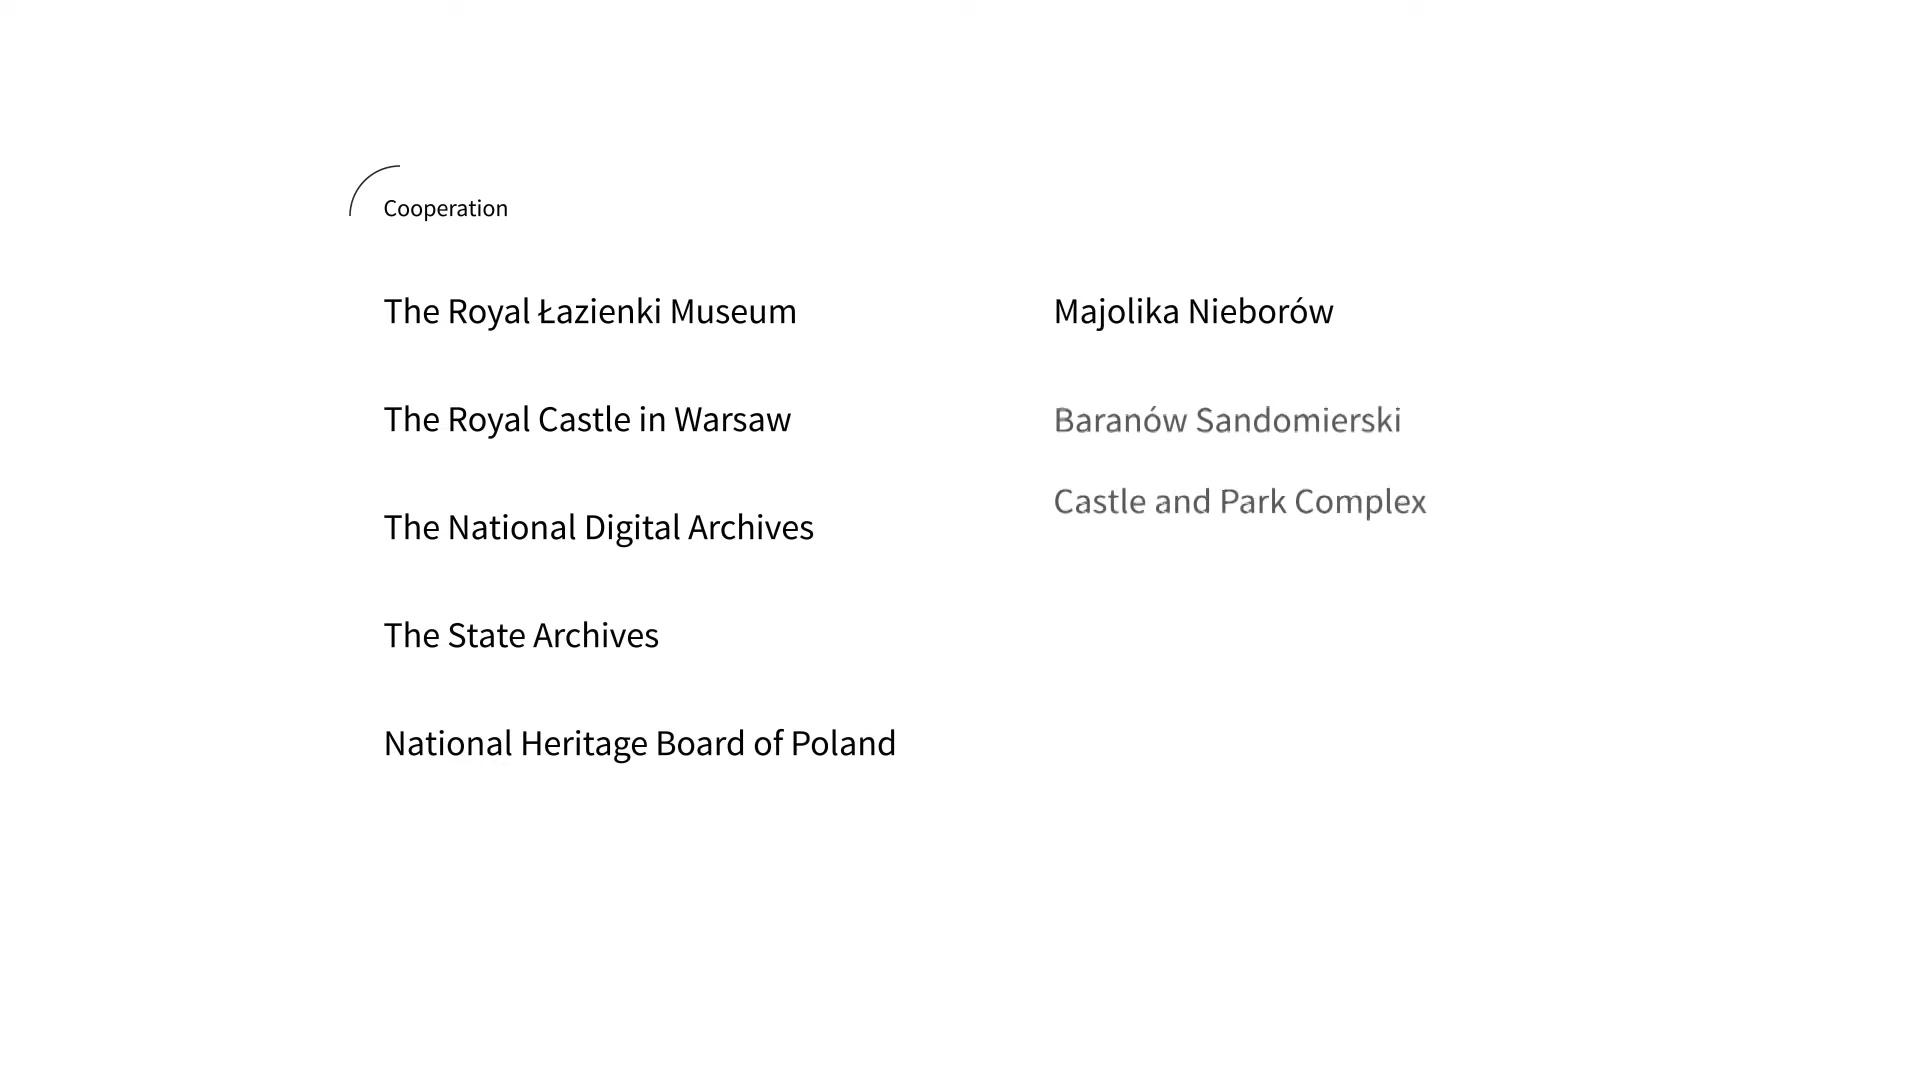 Cooperation
The Royal Łazienki Museum
The Royal Castle in Warsaw
The National Digital Archives
The State Archives
National Heritage Board of Poland
Majolika Nieborów
Baranów Sandomierski
Castle and Park Complex